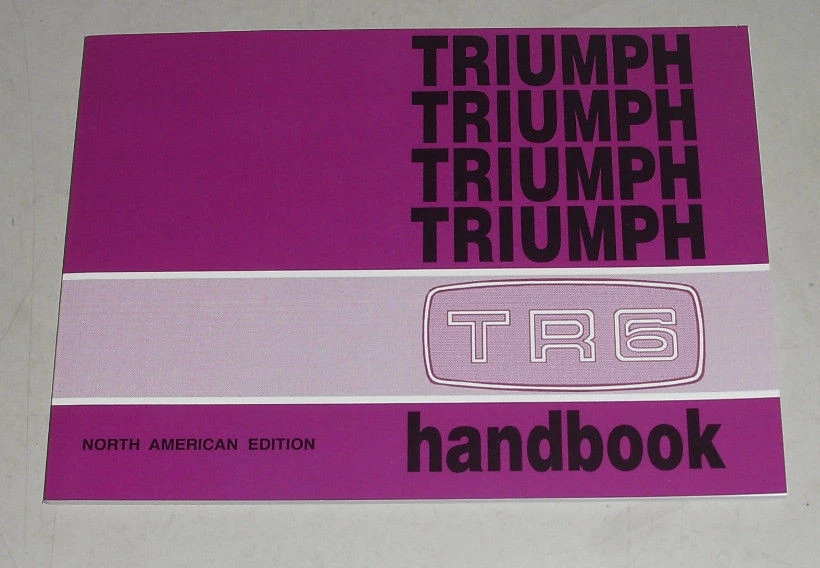 TRIUMPH
TRIUMPH
TRIUMPH
TRIUMPH
TR6
NORTH AMERICAN EDITION
handbook